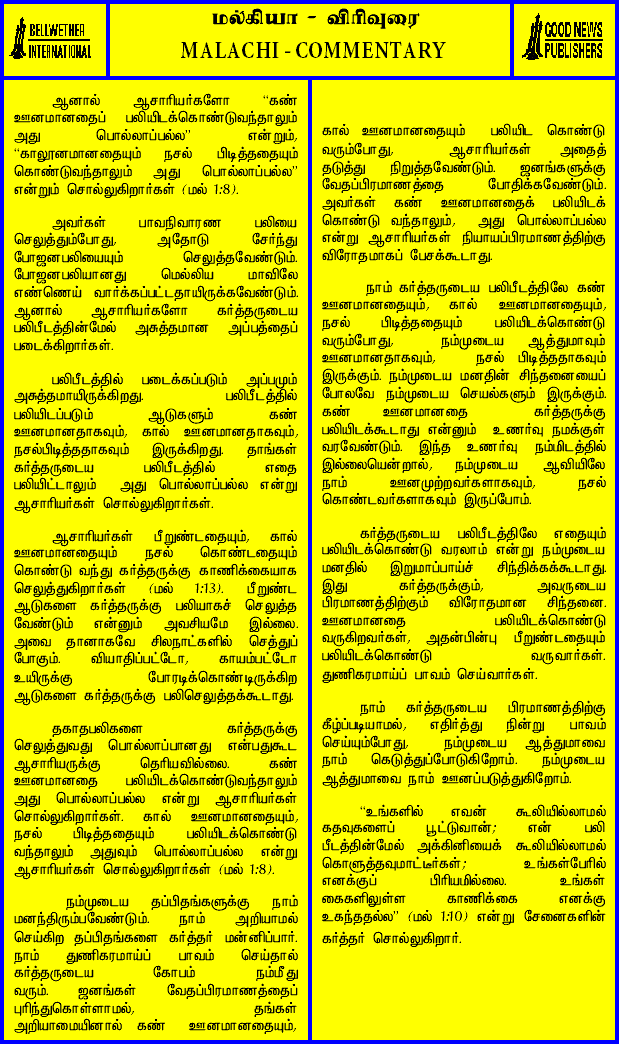 BELLWETHER
INTERNATIONAL
மல்கியா - விரிவுரை
MALACHI - COMMENTARY
GOOD NEWS
PUBLISHERS
ஆனால் ஆசாரியர்களோ “கண்
ஊனமானதைப் பலியிடக்கொண்டுவந்தாலும்
அது பொல்லாப்பல்ல” என்றும்,
“காலூனமானதையும் நசல் பிடித்ததையும்
கொண்டுவந்தாலும் அது பொல்லாப்பல்ல”
என்றும் சொல்லுகிறார்கள் (மல் 1:8).
அவர்கள் பாவநிவாரண பலியை
செலுத்தும்போது, அதோடு சேர்ந்து
போஜனபலியையும் செலுத்தவேண்டும்.
போஜனபலியானது மெல்லிய மாவிலே
எண்ணெய் வார்க்கப்பட்டதாயிருக்கவேண்டும்.
ஆனால் ஆசாரியர்களோ கர்த்தருடைய
பலிபீடத்தின்மேல் அசுத்தமான அப்பத்தைப்
படைக்கிறார்கள்.
பலிபீடத்தில் படைக்கப்படும் அப்பமும்
அசுத்தமாயிருக்கிறது. பலிபீடத்தில்
பலியிடப்படும் ஆடுகளும் கண்
ஊனமானதாகவும், கால் ஊனமானதாகவும்,
நசல்பிடித்ததாகவும் இருக்கிறது. தாங்கள்
கர்த்தருடைய பலிபீடத்தில் எதை
பலியிட்டாலும் அது பொல்லாப்பல்ல என்று
ஆசாரியர்கள் சொல்லுகிறார்கள்.
ஆசாரியர்கள் பீறுண்டதையும், கால்
ஊனமானதையும் நசல் கொண்டதையும்
கொண்டு வந்து கர்த்தருக்கு காணிக்கையாக
செலுத்துகிறார்கள் (மல் 1:13). பீறுண்ட
ஆடுகளை கர்த்தருக்கு பலியாகச் செலுத்த
வேண்டும் என்னும் அவசியமே இல்லை.
அவை தானாகவே சிலநாட்களில் செத்துப்
போகும். வியாதிப்பட்டோ, காயம்பட்டோ
உயிருக்கு போரடிக்கொண்டிருக்கிற
ஆடுகளை கர்த்தருக்கு பலிசெலுத்தக்கூடாது.
தகாதபலிகளை கர்த்தருக்கு
செலுத்துவது பொல்லாப்பானது என்பதுகூட
ஆசாரியருக்கு தெரியவில்லை. கண்
ஊனமானதை பலியிடக்கொண்டுவந்தாலும்
அது பொல்லாப்பல்ல என்று ஆசாரியர்கள்
சொல்லுகிறார்கள். கால் ஊனமானதையும்,
நசல் பிடித்ததையும் பலியிடக்கொண்டு
வந்தாலும் அதுவும் பொல்லாப்பல்ல என்று
ஆசாரியர்கள் சொல்லுகிறார்கள் (மல் 1:8).
நம்முடைய தப்பிதங்களுக்கு நாம்
மனந்திரும்பவேண்டும். நாம் அறியாமல்
செய்கிற தப்பிதங்களை கர்த்தர் மன்னிப்பார்.
நாம் துணிகரமாய்ப் பாவம் செய்தால்
கர்த்தருடைய கோபம் நம்மீது
வரும். ஜனங்கள் வேதப்பிரமாணத்தைப்
புரிந்துகொள்ளாமல், தங்கள்
அறியாமையினால் கண் ஊனமானதையும்,
கால் ஊனமானதையும் பலியிட கொண்டு
வரும்போது, ஆசாரியர்கள் அதைத்
தடுத்து நிறுத்தவேண்டும். ஜனங்களுக்கு
வேதப்பிரமாணத்தை போதிக்கவேண்டும்.
அவர்கள் கண் ஊனமானதைக் பலியிடக்
கொண்டு வந்தாலும், அது பொல்லாப்பல்ல
என்று ஆசாரியர்கள் நியாயப்பிரமாணத்திற்கு
விரோதமாகப் பேசக்கூடாது.
நாம் கர்த்தருடைய பலிபீடத்திலே கண்
ஊனமானதையும், கால் ஊனமானதையும்,
நசல் பிடித்ததையும் பலியிடக்கொண்டு
வரும்போது, நம்முடைய ஆத்துமாவும்
ஊனமானதாகவும், நசல் பிடித்ததாகவும்
இருக்கும். நம்முடைய மனதின் சிந்தனையைப்
போலவே நம்முடைய செயல்களும் இருக்கும்.
கண் ஊனமானதை கர்த்தருக்கு
பலியிடக்கூடாது என்னும் உணர்வு நமக்குள்
வரவேண்டும். இந்த உணர்வு நம்மிடத்தில்
இல்லையென்றால், நம்முடைய ஆவியிலே
நாம் ஊனமுற்றவர்களாகவும், நசல்
கொண்டவர்களாகவும் இருப்போம்.
கர்த்தருடைய பலிபீடத்திலே எதையும்
பலியிடக்கொண்டு வரலாம் என்று நம்முடைய
மனதில் இறுமாப்பாய்ச் சிந்திக்கக்கூடாது.
இது கர்த்தருக்கும், அவருடைய
பிரமாணத்திற்கும் விரோதமான சிந்தனை.
ஊனமானதை பலியிடக்கொண்டு
வருகிறவர்கள், அதன்பின்பு பீறுண்டதையும்
பலியிடக்கொண்டு வருவார்கள்.
துணிகரமாய்ப் பாவம் செய்வார்கள்.
நாம் கர்த்தருடைய பிரமாணத்திற்கு
கீழ்ப்படியாமல், எதிர்த்து நின்று பாவம்
செய்யும்போது, நம்முடைய ஆத்துமாவை
நாம் கெடுத்துப்போடுகிறோம். நம்முடைய
ஆத்துமாவை நாம் ஊனப்படுத்துகிறோம்.
“உங்களில் எவன் கூலியில்லாமல்
கதவுகளைப் பூட்டுவான்; என் பலி
பீடத்தின்மேல் அக்கினியைக் கூலியில்லாமல்
கொளுத்தவுமாட்டீர்கள்; உங்கள்பேரில்
எனக்குப் பிரியமில்லை. உங்கள்
கைகளிலுள்ள காணிக்கை எனக்கு
உகந்ததல்ல” (மல் 1:10) என்று சேனைகளின்
கர்த்தர் சொல்லுகிறார்.